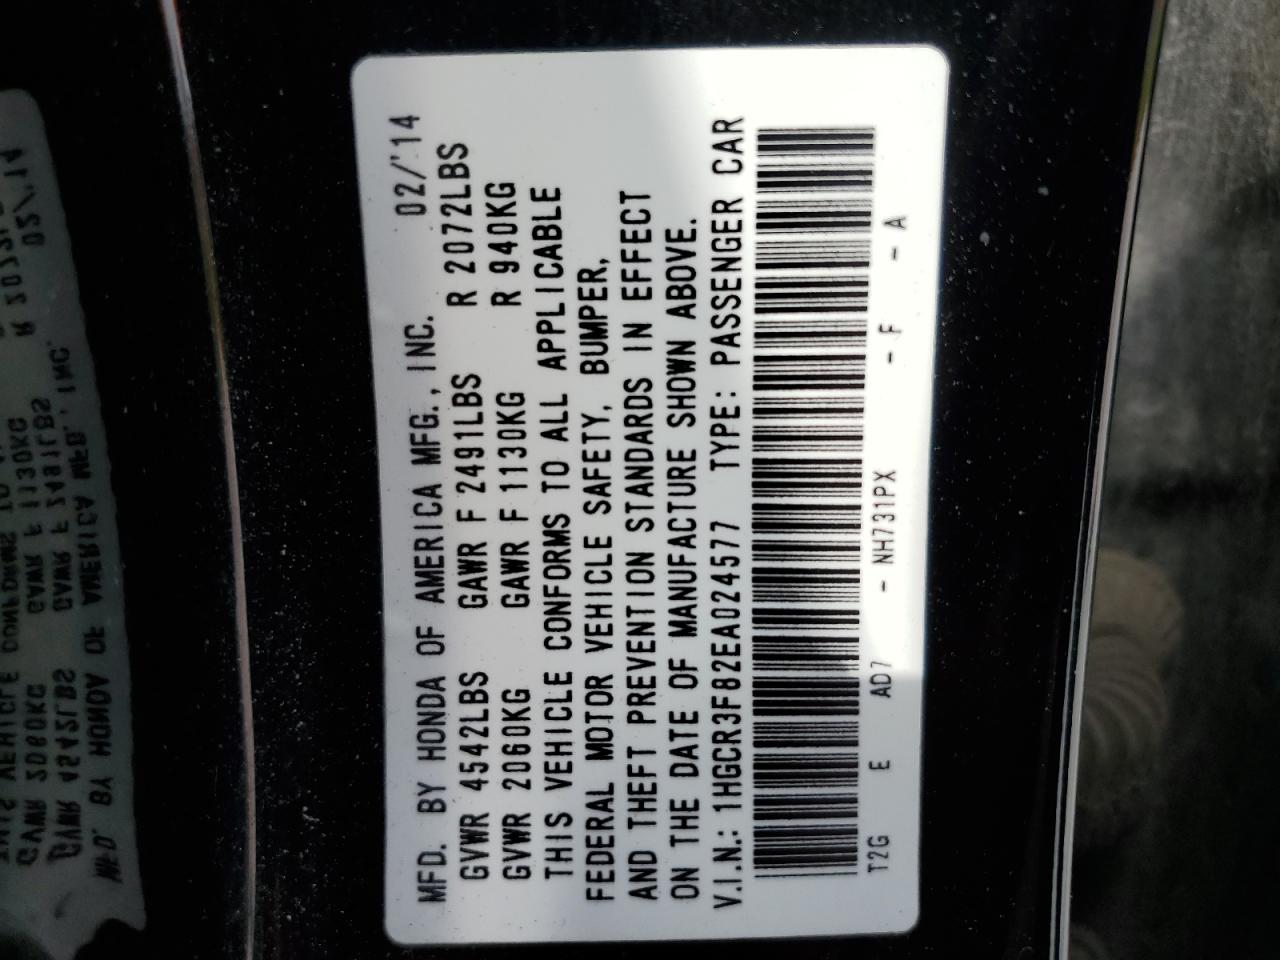 MFD. BY HONDA OF AMERICA MFG., INC. 02/'14
GVWR 4542LBS GAWR F 2491LBS R 2072LBS
GVWR 2060KG GAWR F 1130KG R 940KG
THIS VEHICLE CONFORMS TO ALL APPLICABLE
FEDERAL MOTOR VEHICLE SAFETY, BUMPER,
AND THEFT PREVENTION STANDARDS IN EFFECT
ON THE DATE OF MANUFACTURE SHOWN ABOVE.
V.I.N.: 1HGCR3F82EA024577 TYPE: PASSENGER CAR
T2G E AD7 - NH731PX - F - A